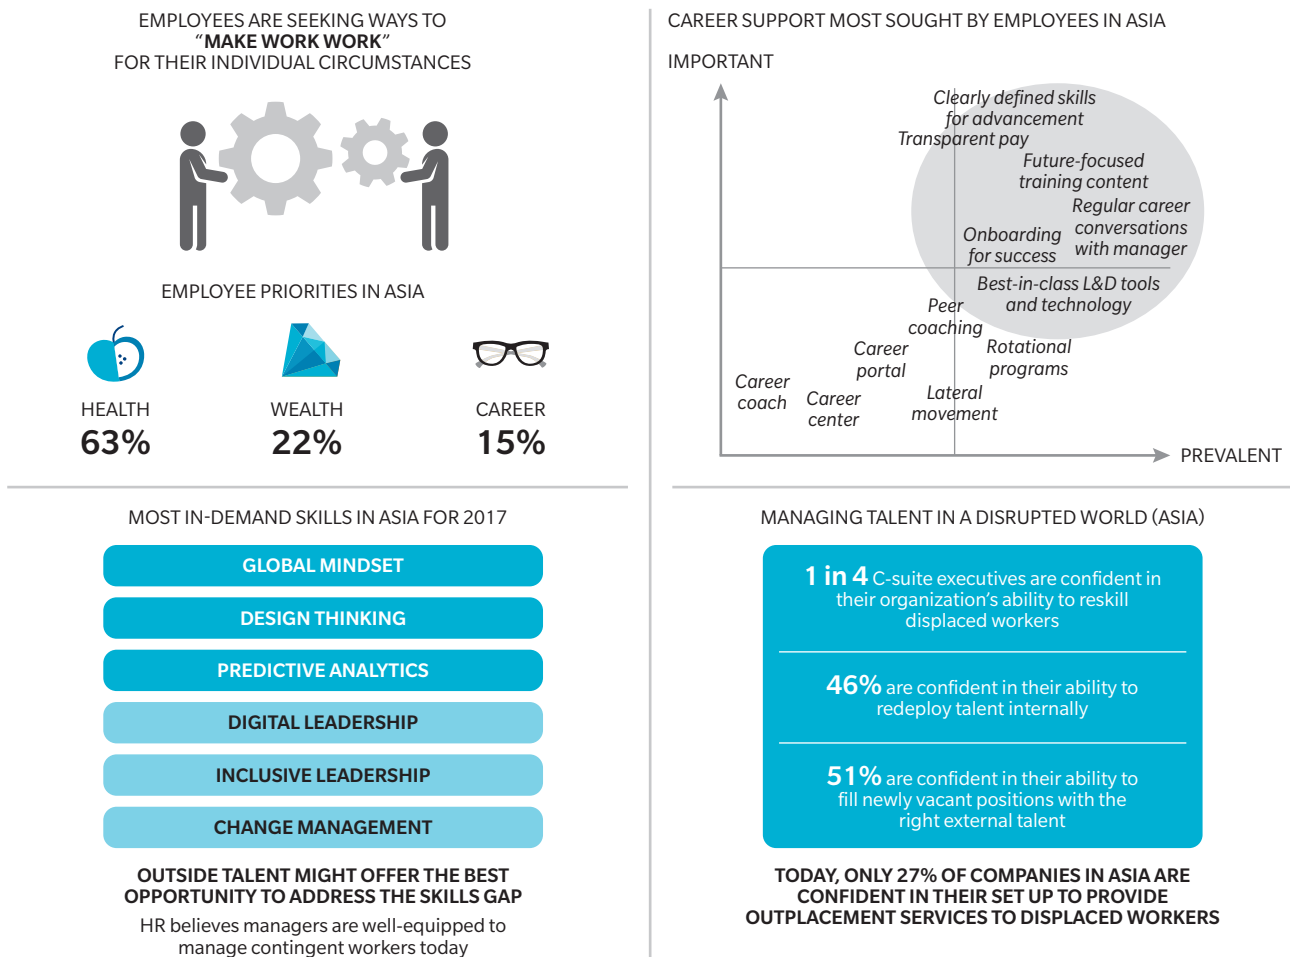 EMPLOYEES ARE SEEKING WAYS TO
“MAKE WORK WORK”
FOR THEIR INDIVIDUAL CIRCUMSTANCES
EMPLOYEE PRIORITIES IN ASIA
HEALTH
63%
WEALTH
22%
CAREER
15%
CAREER SUPPORT MOST SOUGHT BY EMPLOYEES IN ASIA
IMPORTANT
Clearly defined skills
for advancement
Transparent pay
Future-focused
training content
Regular career
conversations
with manager
Onboarding
for success
Best-in-class L&D tools
and technology
Peer
coaching
Career
portal
Rotational
programs
Career
coach
Career
center
Lateral
movement
PREVALENT
MOST IN-DEMAND SKILLS IN ASIA FOR 2017
GLOBAL MINDSET
DESIGN THINKING
PREDICTIVE ANALYTICS
DIGITAL LEADERSHIP
INCLUSIVE LEADERSHIP
CHANGE MANAGEMENT
OUTSIDE TALENT MIGHT OFFER THE BEST
OPPORTUNITY TO ADDRESS THE SKILLS GAP
HR believes managers are well-equipped to
manage contingent workers today
MANAGING TALENT IN A DISRUPTED WORLD (ASIA)
1 in 4 C-suite executives are confident in
their organization’s ability to reskill
displaced workers
46% are confident in their ability to
redeploy talent internally
51% are confident in their ability to
fill newly vacant positions with the
right external talent
TODAY, ONLY 27% OF COMPANIES IN ASIA ARE
CONFIDENT IN THEIR SET UP TO PROVIDE
OUTPLACEMENT SERVICES TO DISPLACED WORKERS